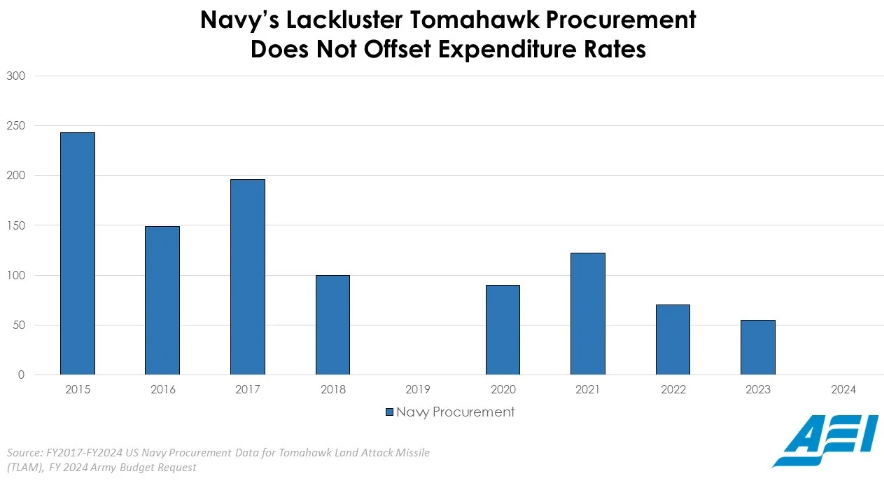 Navy's Lackluster Tomahawk Procurement
Does Not Offset Expenditure Rates
300
250
200
150
100
50
0
2015 2016 2017 2018 2019 2020 2021 2022 2023 2024
Navy Procurement
Source: FY2017-FY2024 US Navy Procurement Data for Tomahawk Land Attack Missile
(TLAM), FY 2024 Army Budget Request
AEI